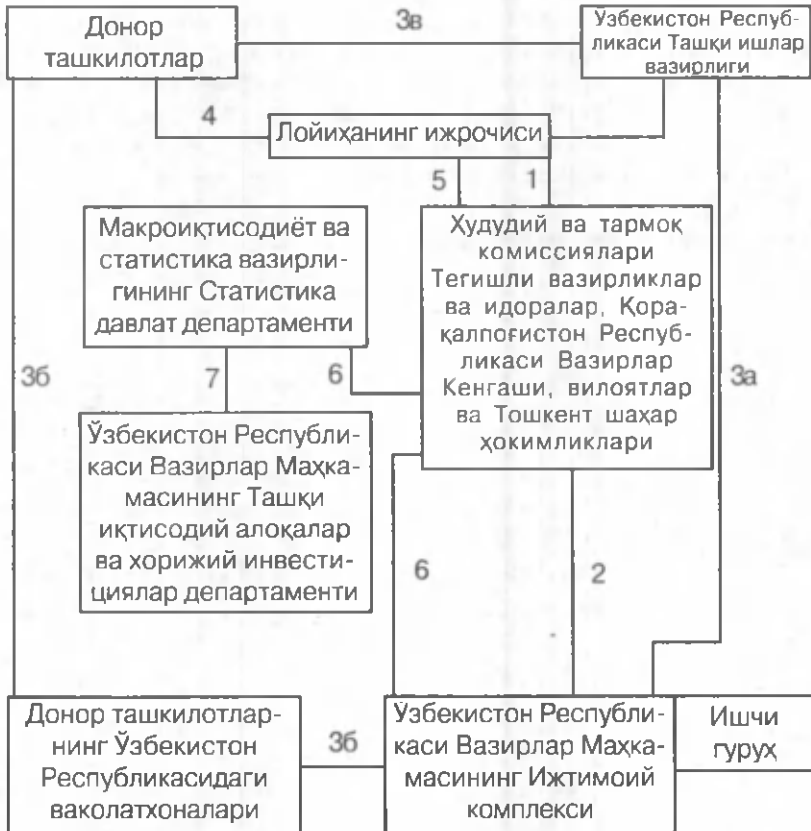 Донор
ташкилотлар
3в
Ўзбекистон Респуб-
ликаси Ташқи ишлар
вазирлиги
4
Лойиҳанинг ижрочиси
5
1
Макроиқтисодиёт ва
статистика вазирли-
гининг Статистика
давлат департаменти
Ҳудудий ва тармоқ
комиссиялари
Тегишли вазирликлар
ва идоралар, Қора-
қалпоғистон Респуб-
ликаси Вазирлар
Кенгаши, вилоятлар
ва Тошкент шаҳар
ҳокимликлари
3б
7
6
3а
Ўзбекистон Республи-
каси Вазирлар Маҳка-
масининг Ташқи
иқтисодий алоқалар
ва хорижий инвести-
циялар департаменти
6
2
Донор ташкилотлар-
нинг Ўзбекистон
Республикасидаги
ваколатхоналари
3б
Ўзбекистон Республи-
каси Вазирлар Маҳка-
масининг Ижтимоий
комплекси
Ишчи
гуруҳ